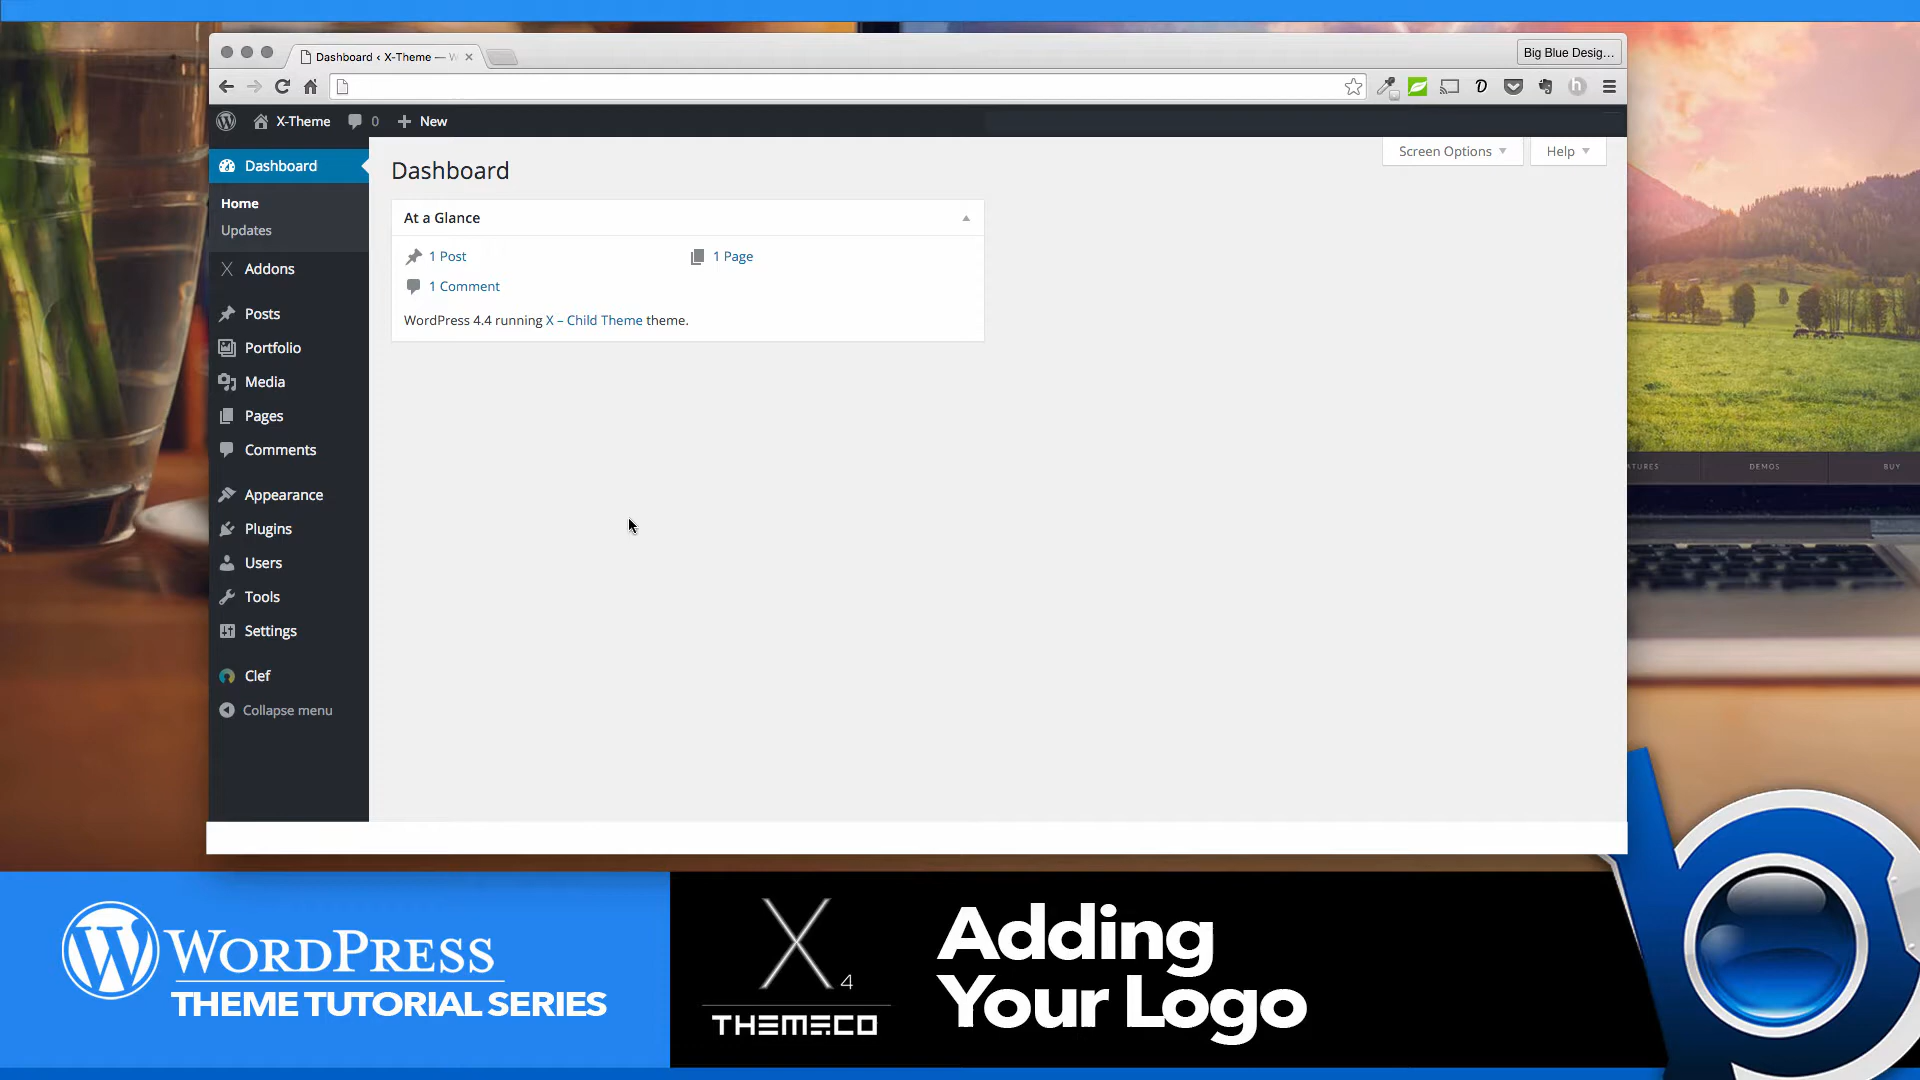 Dashboard ‹ X-Theme — W
Big Blue Desig...
X-Theme
0
New
Dashboard
Home
Updates
Addons
Posts
Portfolio
Media
Pages
Comments
Appearance
Plugins
Users
Tools
Settings
Clef
Collapse menu
Screen Options
Help
Dashboard
At a Glance
1 Post
1 Page
1 Comment
WordPress 4.4 running X – Child Theme theme.
ATURES
DEMOS
BUY
WORDPRESS
THEME TUTORIAL SERIES
X 4
THEMECO
Adding
Your Logo